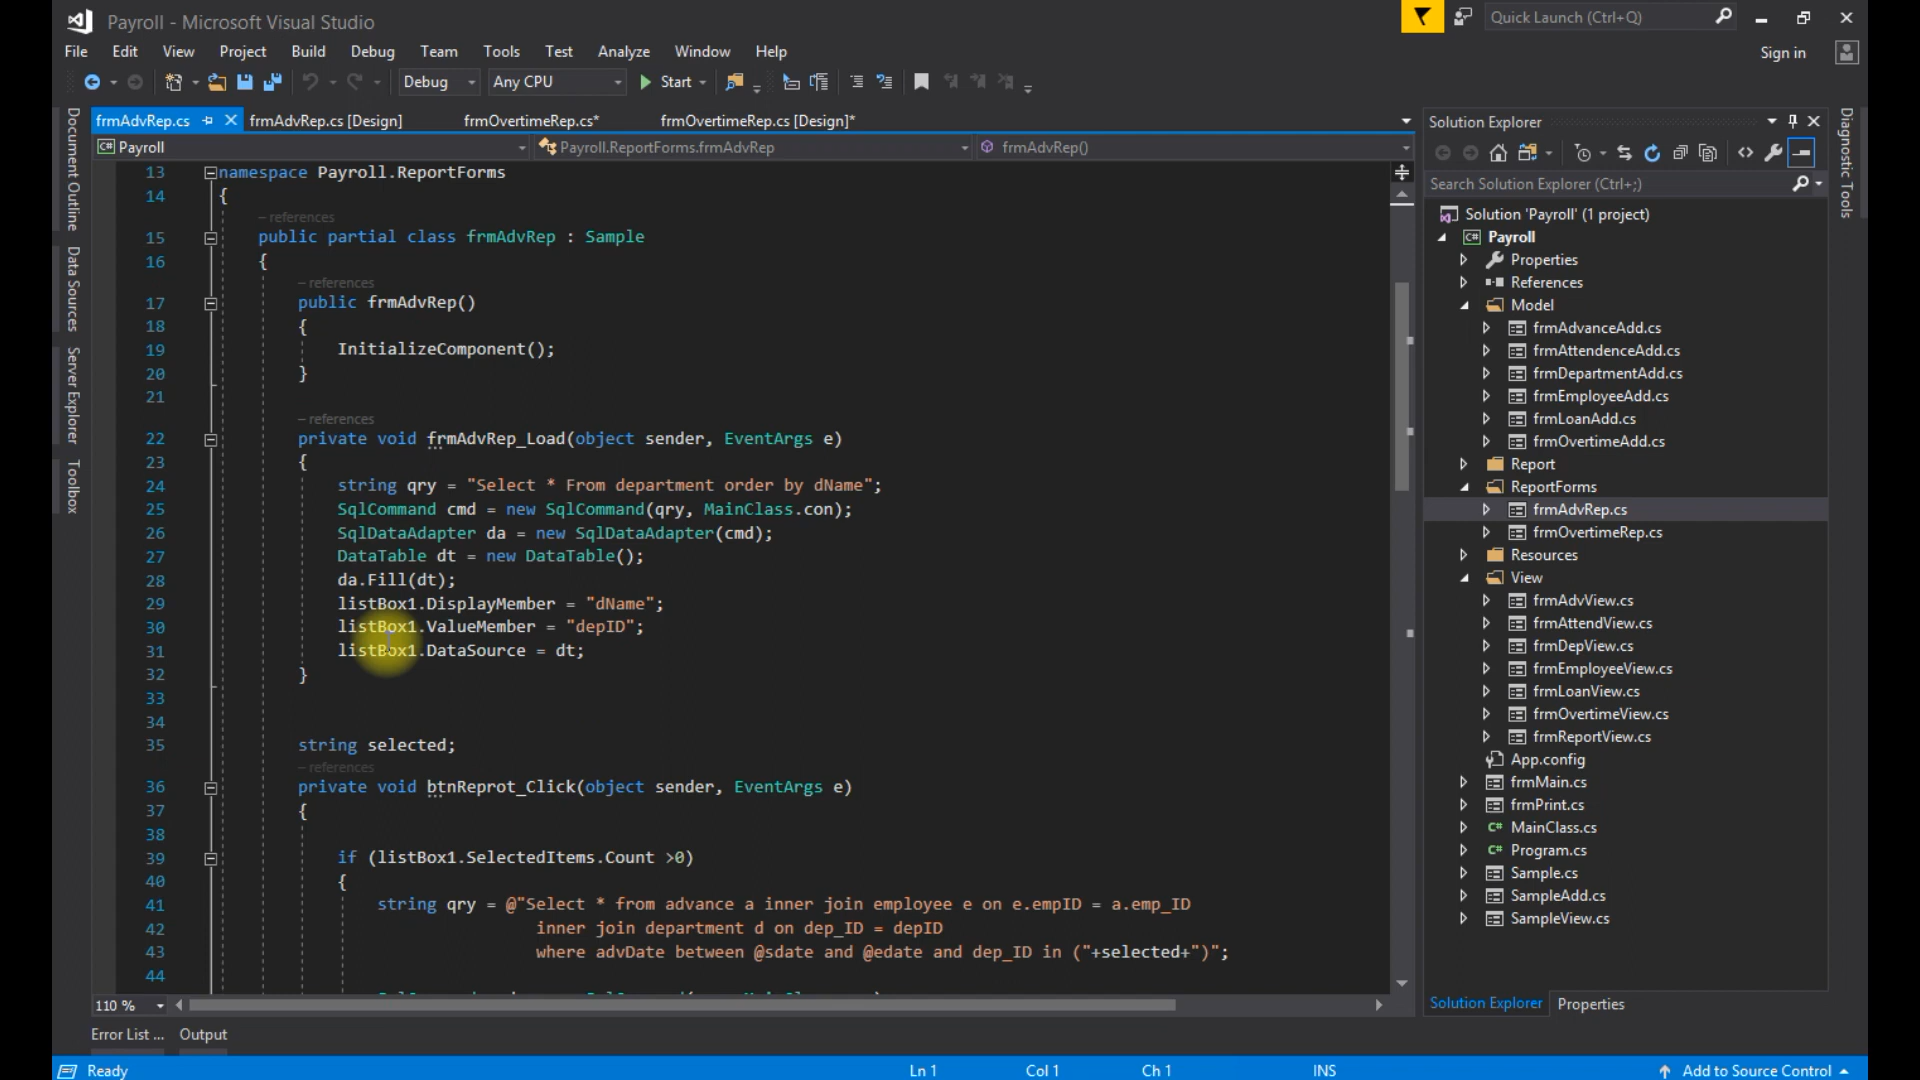 Payroll - Microsoft Visual Studio
Quick Launch (Ctrl+Q)
File Edit View Project Build Debug Team Tools Test Analyze Window Help
Sign in
Debug Any CPU Start
frmAdvRep.cs frmAdvRep.cs [Design] frmOvertimeRep.cs* frmOvertimeRep.cs [Design]*
Payroll Payroll.ReportForms.frmAdvRep frmAdvRep()
Document Outline
Data Sources
Server Explorer
Toolbox
13 namespace Payroll.ReportForms
14 {
– references
15 public partial class frmAdvRep : Sample
16 {
– references
17 public frmAdvRep()
18 {
19 InitializeComponent();
20 }
21
– references
22 private void frmAdvRep_Load(object sender, EventArgs e)
23 {
24 string qry = "Select * From department order by dName";
25 SqlCommand cmd = new SqlCommand(qry, MainClass.con);
26 SqlDataAdapter da = new SqlDataAdapter(cmd);
27 DataTable dt = new DataTable();
28 da.Fill(dt);
29 listBox1.DisplayMember = "dName";
30 listBox1.ValueMember = "depID";
31 listBox1.DataSource = dt;
32 }
33
34
35 string selected;
– references
36 private void btnReprot_Click(object sender, EventArgs e)
37 {
38
39 if (listBox1.SelectedItems.Count >0)
40 {
41 string qry = @"Select * from advance a inner join employee e on e.empID = a.emp_ID
42 inner join department d on dep_ID = depID
43 where advDate between @sdate and @edate and dep_ID in ("+selected+")";
44
110 %
Error List ... Output
Solution Explorer
Search Solution Explorer (Ctrl+;)
Solution 'Payroll' (1 project)
Payroll
Properties
References
Model
frmAdvanceAdd.cs
frmAttendenceAdd.cs
frmDepartmentAdd.cs
frmEmployeeAdd.cs
frmLoanAdd.cs
frmOvertimeAdd.cs
Report
ReportForms
frmAdvRep.cs
frmOvertimeRep.cs
Resources
View
frmAdvView.cs
frmAttendView.cs
frmDepView.cs
frmEmployeeView.cs
frmLoanView.cs
frmOvertimeView.cs
frmReportView.cs
App.config
frmMain.cs
frmPrint.cs
C# MainClass.cs
C# Program.cs
Sample.cs
SampleAdd.cs
SampleView.cs
Solution Explorer Properties
Diagnostic Tools
Ready Ln 1 Col 1 Ch 1 INS Add to Source Control